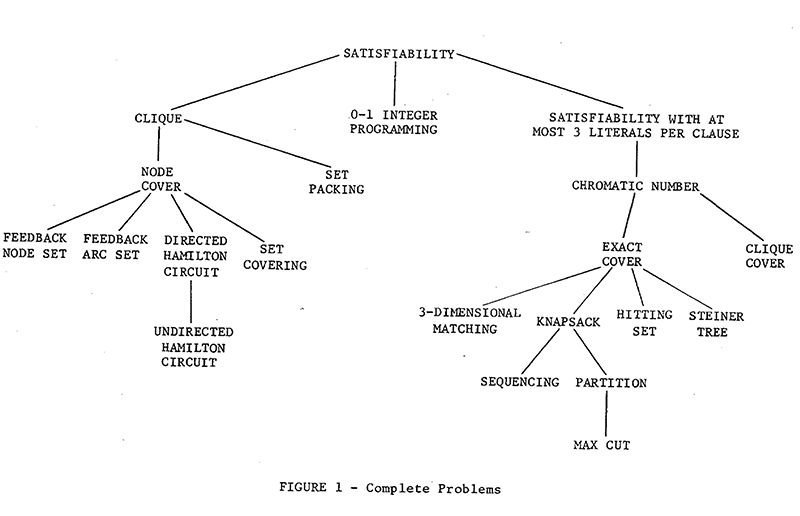 SATISFIABILITY
CLIQUE
0-1 INTEGER
PROGRAMMING
SATISFIABILITY WITH AT
MOST 3 LITERALS PER CLAUSE
NODE
COVER
SET
PACKING
CHROMATIC NUMBER
FEEDBACK
NODE SET
FEEDBACK
ARC SET
DIRECTED
HAMILTON
CIRCUIT
SET
COVERING
EXACT
COVER
CLIQUE
COVER
3-DIMENSIONAL
MATCHING
KNAPSACK
HITTING
SET
STEINER
TREE
UNDIRECTED
HAMILTON
CIRCUIT
SEQUENCING
PARTITION
MAX CUT
FIGURE 1 - Complete Problems